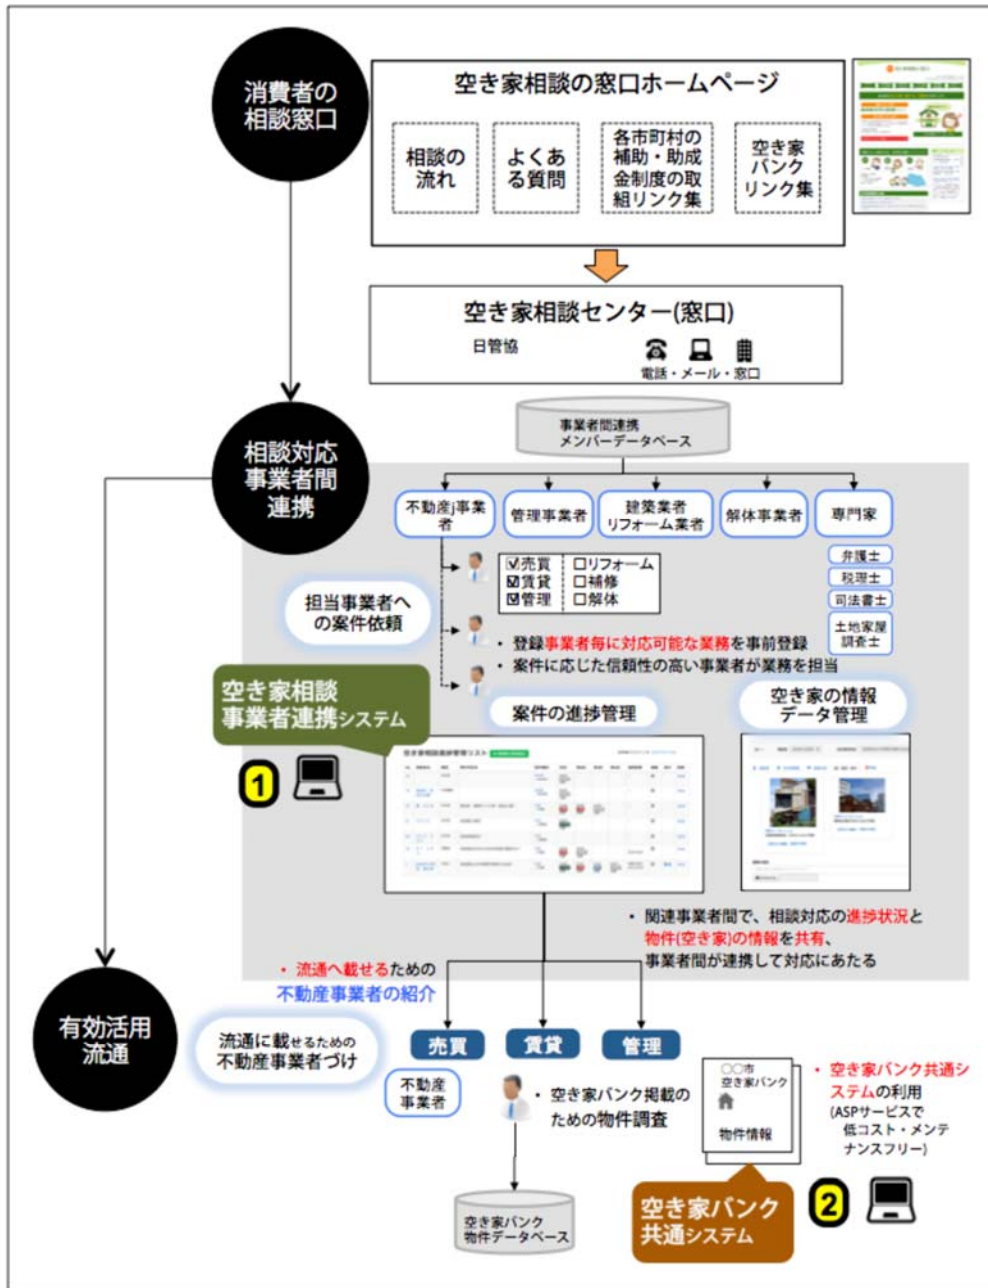 消費者の
相談窓口
空き家相談の窓口ホームページ
相談の
流れ
よくあ
る質問
各市町村の
補助・助成
金制度の取
組リンク集
空き家
バンク
リンク集
空き家相談センター(窓口)
日管協
電話・メール・窓口
相談対応
事業者間
連携
事業者間連携
メンバーデータベース
不動産j事業
者
管理事業者
建築業者
リフォーム業者
解体事業者
専門家
弁護士
税理士
司法書士
土地家屋
調査士
☑売買 □リフォーム
☑賃貸 □補修
☑管理 □解体
担当事業者へ
の案件依頼
・ 登録事業者毎に対応可能な業務を事前登録
・ 案件に応じた信頼性の高い事業者が業務を担当
空き家相談
事業者連携システム
1
案件の進捗管理
空き家の情報
データ管理
空き家相談進捗管理リスト
・ 関連事業者間で、相談対応の進捗状況と
物件(空き家)の情報を共有、
事業者間が連携して対応にあたる
・ 流通へ載せるための
不動産事業者の紹介
有効活用
流通
流通に載せるための
不動産事業者づけ
売買
賃貸
管理
不動産
事業者
・ 空き家バンク掲載の
ための物件調査
〇〇市
空き家バンク
物件情報
・ 空き家バンク共通シ
ステムの利用
(ASPサービスで
低コスト・メンテ
ナンスフリー)
空き家バンク
共通システム
2
空き家バンク
物件データベース